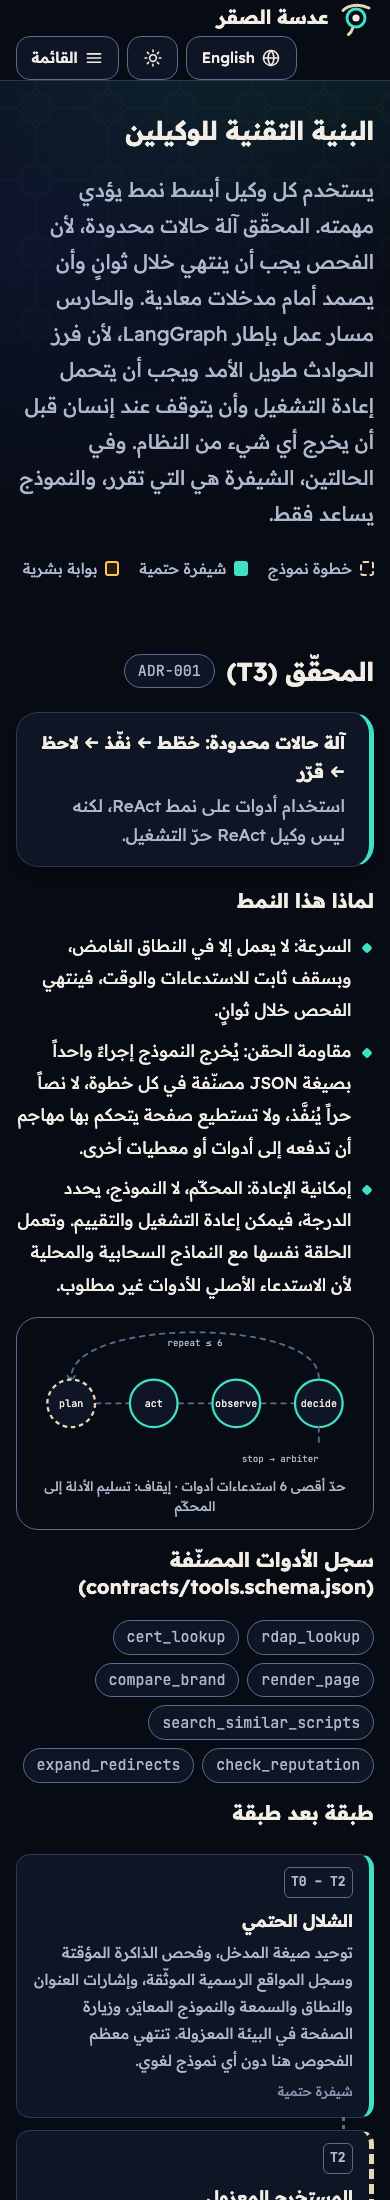 عدسة الصقر
English
القائمة
البنية التقنية للوكيلين
يستخدم كل وكيل أبسط نمط يؤدي
مهمته. المحقّق آلة حالات محدودة، لأن
الفحص يجب أن ينتهي خلال ثوانٍ وأن
يصمد أمام مدخلات معادية. والحارس
مسار عمل بإطار LangGraph، لأن فرز
الحوادث طويل الأمد ويجب أن يتحمل
إعادة التشغيل وأن يتوقف عند إنسان قبل
أن يخرج أي شيء من النظام. وفي
الحالتين، الشيفرة هي التي تقرر، والنموذج
يساعد فقط.
خطوة نموذج
شيفرة حتمية
بوابة بشرية
المحقّق (T3)
ADR-001
آلة حالات محدودة: خطّط ← نفّذ ← لاحظ
← قرّر
استخدام أدوات على نمط ReAct، لكنه
ليس وكيل ReAct حرّ التشغيل.
لماذا هذا النمط
السرعة: لا يعمل إلا في النطاق الغامض،
وبسقف ثابت للاستدعاءات والوقت، فينتهي
الفحص خلال ثوانٍ.
مقاومة الحقن: يُخرج النموذج إجراءً واحداً
بصيغة JSON مصنّفة في كل خطوة، لا نصاً
حراً يُنفَّذ، ولا تستطيع صفحة يتحكم بها مهاجم
أن تدفعه إلى أدوات أو معطيات أخرى.
إمكانية الإعادة: المحكّم، لا النموذج، يحدد
الدرجة، فيمكن إعادة التشغيل والتقييم. وتعمل
الحلقة نفسها مع النماذج السحابية والمحلية
لأن الاستدعاء الأصلي للأدوات غير مطلوب.
repeat ≤ 6
plan
act
observe
decide
stop → arbiter
حدّ أقصى 6 استدعاءات أدوات · إيقاف: تسليم الأدلة إلى
المحكّم
سجل الأدوات المصنّفة
(contracts/tools.schema.json)
rdap_lookup
cert_lookup
render_page
compare_brand
search_similar_scripts
check_reputation
expand_redirects
طبقة بعد طبقة
T0 – T2
الشلال الحتمي
توحيد صيغة المدخل، وفحص الذاكرة المؤقتة
وسجل المواقع الرسمية الموثّقة، وإشارات العنوان
والنطاق والسمعة والنموذج المعايَر، وزيارة
الصفحة في البيئة المعزولة. تنتهي معظم
الفحوص هنا دون أي نموذج لغوي.
شيفرة حتمية
T2
المستخرج المعزول